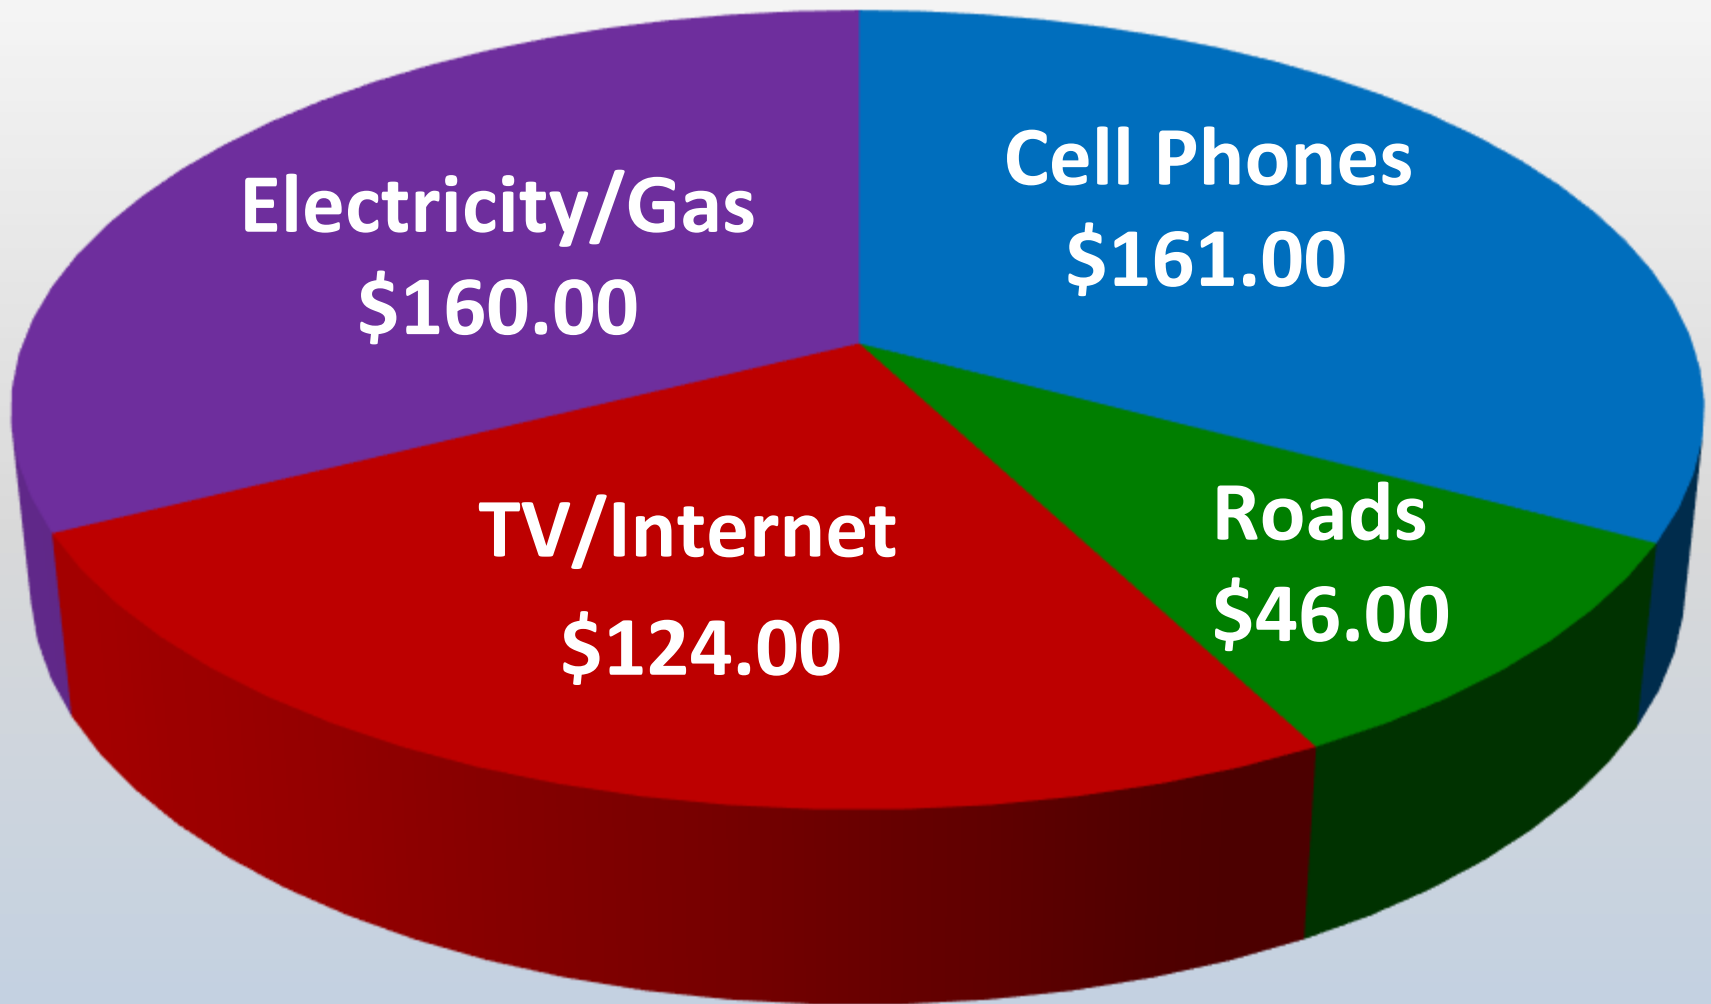 Electricity/Gas
$160.00
Cell Phones
$161.00
TV/Internet
$124.00
Roads
$46.00